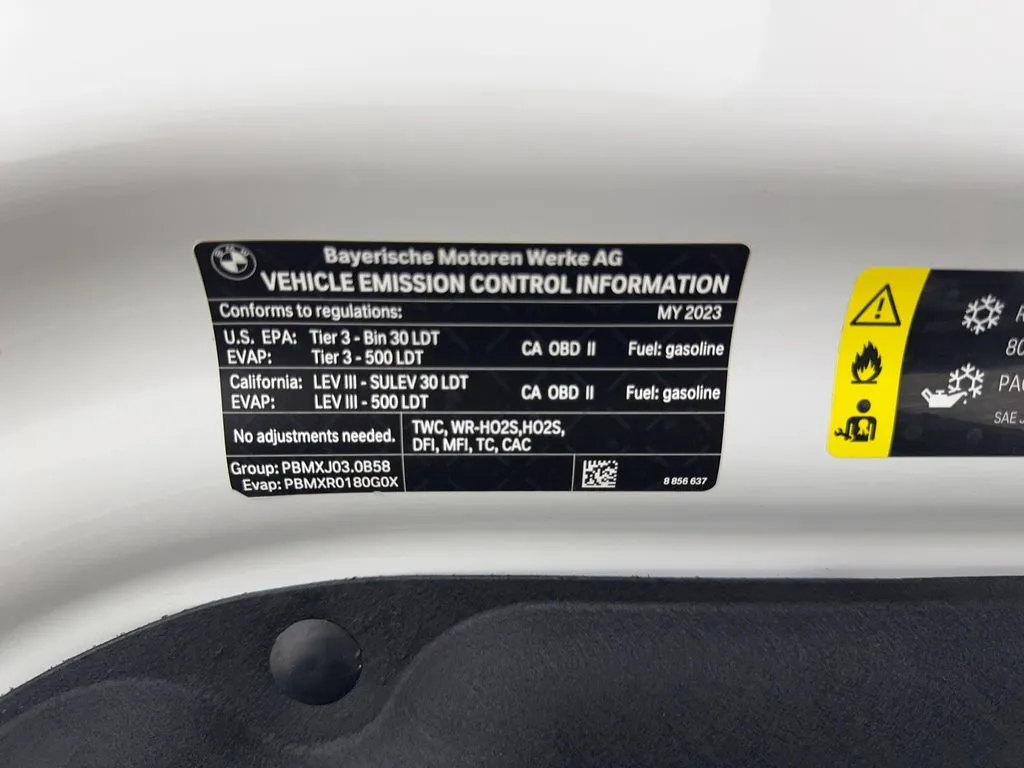 Bayerische Motoren Werke AG
VEHICLE EMISSION CONTROL INFORMATION
Conforms to regulations: MY 2023
U.S. EPA: Tier 3 - Bin 30 LDT
EVAP: Tier 3 - 500 LDT
CA OBD II Fuel: gasoline
California: LEV III - SULEV 30 LDT
EVAP: LEV III - 500 LDT
CA OBD II Fuel: gasoline
No adjustments needed.
TWC, WR-HO2S,HO2S,
DFI, MFI, TC, CAC
Group: PBMXJ03.0B58
Evap: PBMXR0180G0X
8 856 637
80
PAG
SAE J